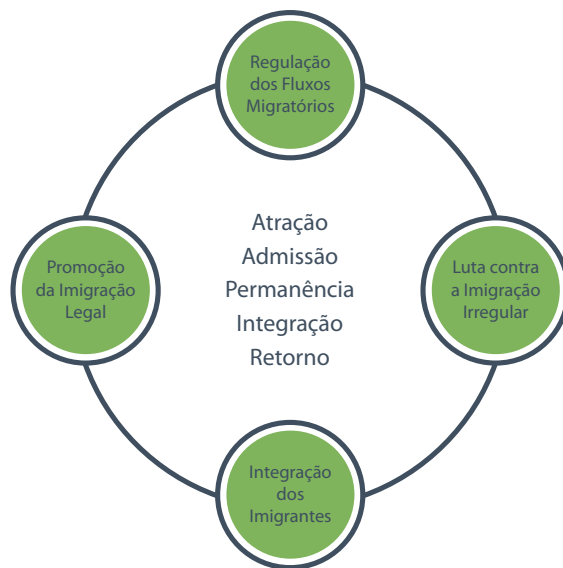 Regulação
dos Fluxos
Migratórios
Promoção
da Imigração
Legal
Atração
Admissão
Permanência
Integração
Retorno
Luta contra
a Imigração
Irregular
Integração
dos
Imigrantes